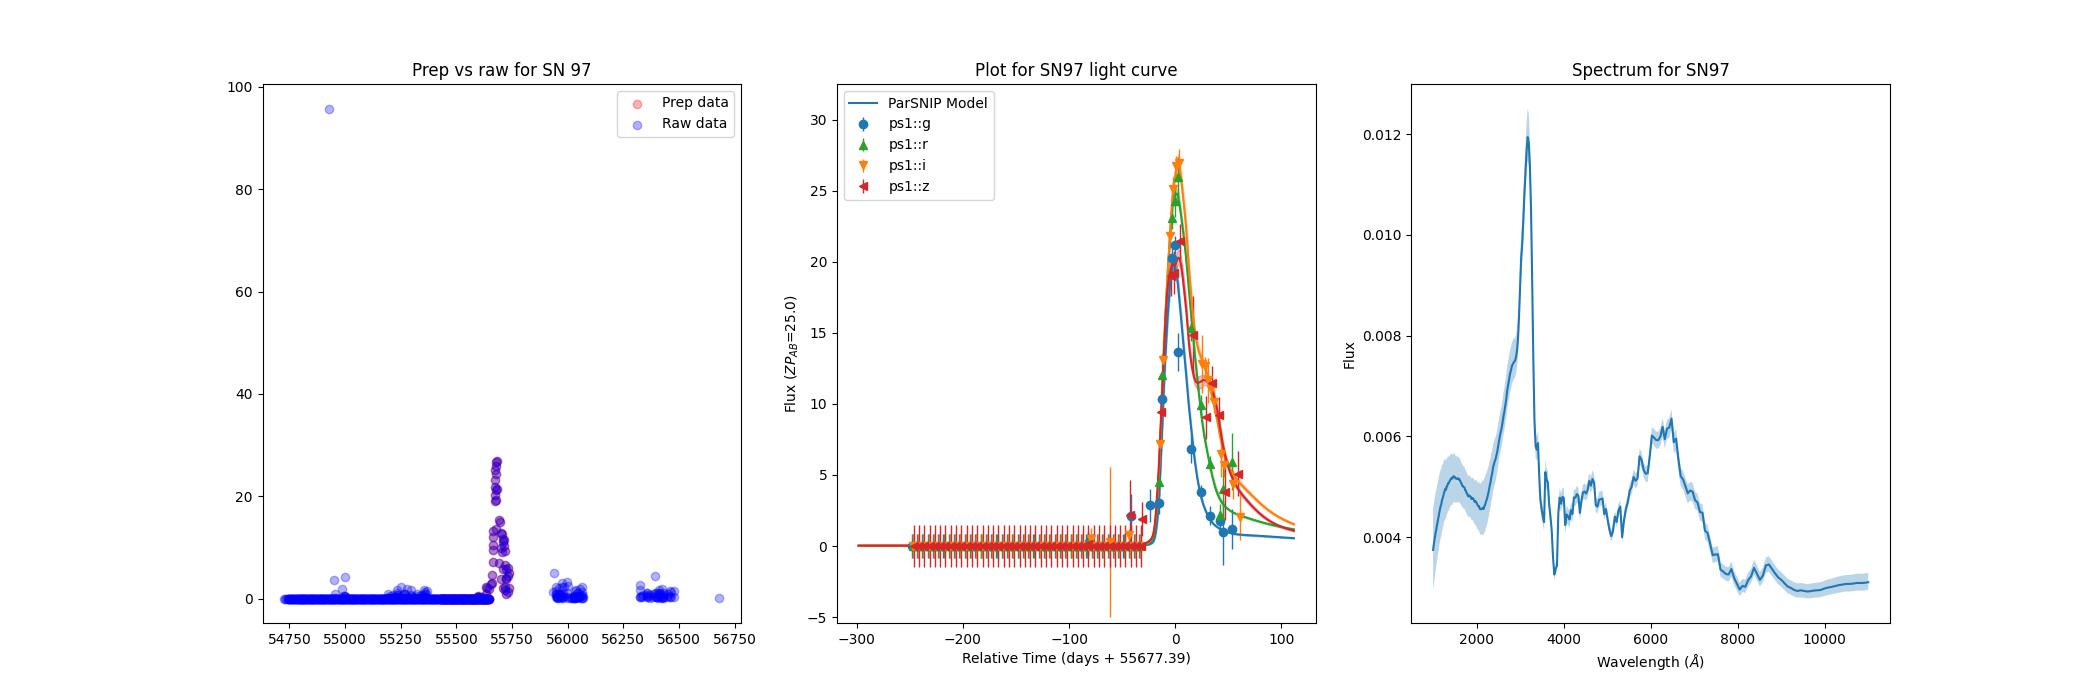 Prep vs raw for SN 97
100
80
60
40
20
0
54750 55000 55250 55500 55750 56000 56250 56500 56750
Prep data
Raw data
Plot for SN97 light curve
ParSNIP Model
ps1::g
ps1::r
ps1::i
ps1::z
30
25
20
15
10
5
0
−5
Flux (ZP_AB=25.0)
−300 −200 −100 0 100
Relative Time (days + 55677.39)
Spectrum for SN97
0.012
0.010
0.008
0.006
0.004
Flux
2000 4000 6000 8000 10000
Wavelength (Å)